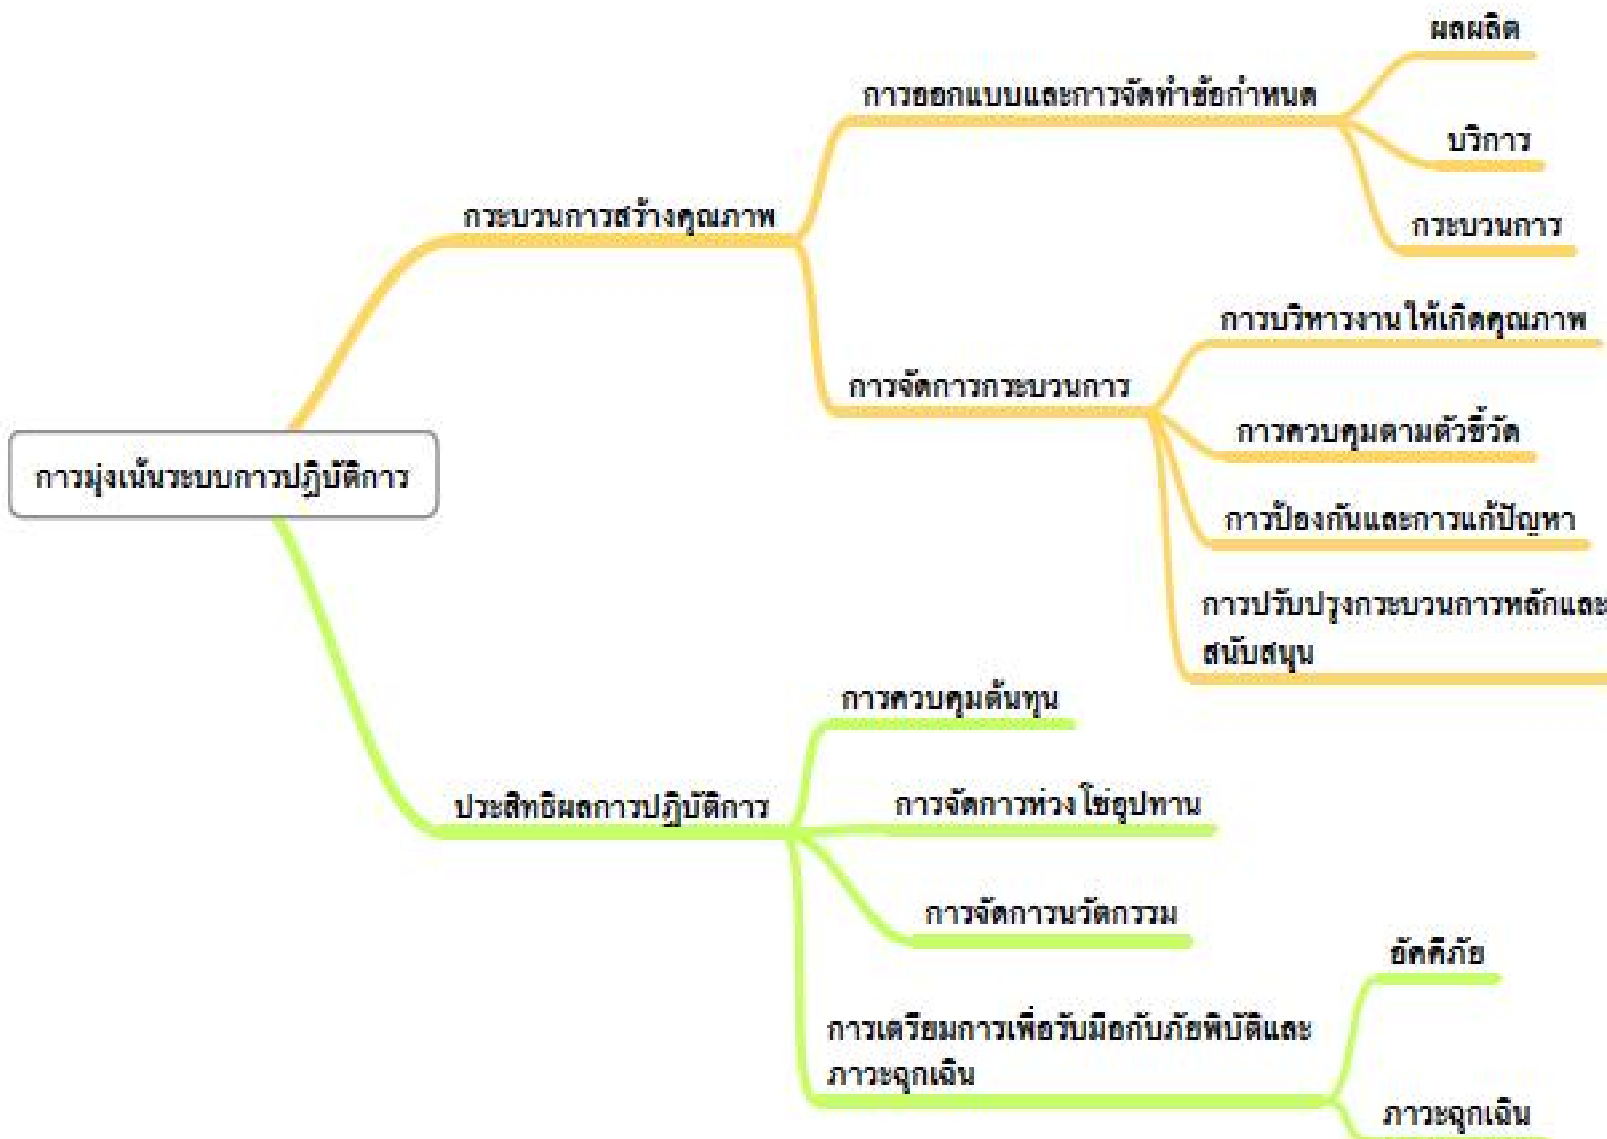 ผลผลิต
การออกแบบและการจัดทำข้อกำหนด
บริการ
กระบวนการสร้างคุณภาพ
กระบวนการ
การบริหารงานให้เกิดคุณภาพ
การจัดการกระบวนการ
การควบคุมตามตัวชี้วัด
การมุ่งเน้นระบบการปฏิบัติการ
การป้องกันและการแก้ปัญหา
การปรับปรุงกระบวนการหลักและ
สนับสนุน
การควบคุมต้นทุน
ประสิทธิผลการปฏิบัติการ
การจัดการห่วงโซ่อุปทาน
การจัดการนวัตกรรม
อัคคีภัย
การเตรียมการเพื่อรับมือกับภัยพิบัติและ
ภาวะฉุกเฉิน
ภาวะฉุกเฉิน